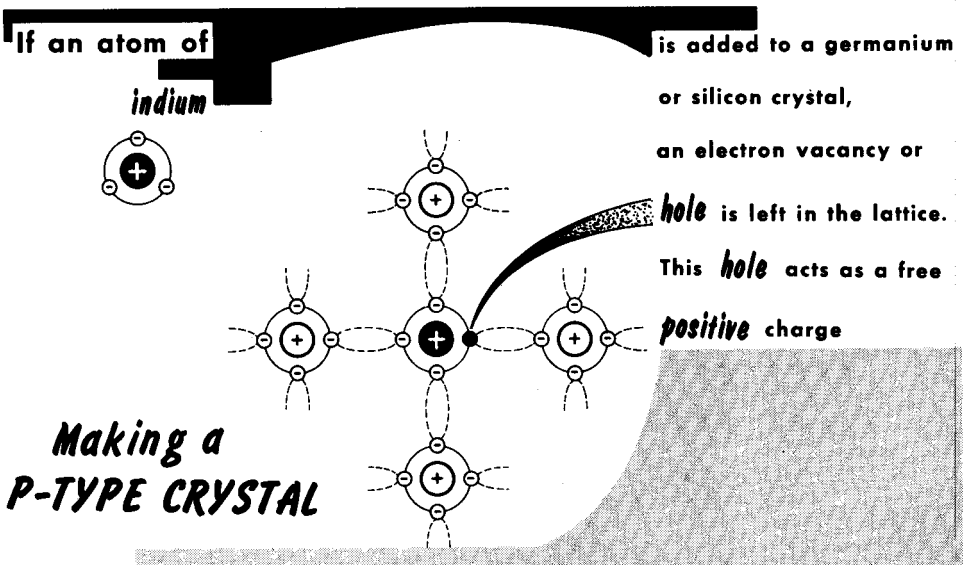 If an atom of
indium
is added to a germanium
or silicon crystal,
an electron vacancy or
hole is left in the lattice.
This hole acts as a free
positive charge
Making a
P-TYPE CRYSTAL